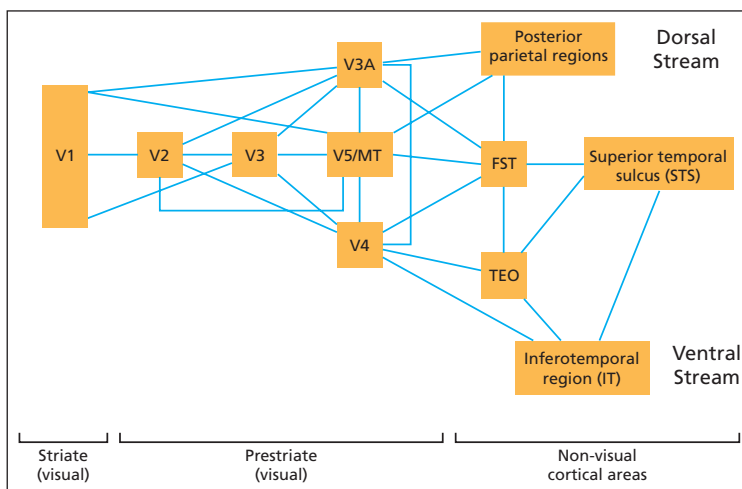 Posterior
parietal regions
Dorsal
Stream
V3A
V1
V2
V3
V5/MT
FST
Superior temporal
sulcus (STS)
V4
TEO
Inferotemporal
region (IT)
Ventral
Stream
Striate
(visual)
Prestriate
(visual)
Non-visual
cortical areas